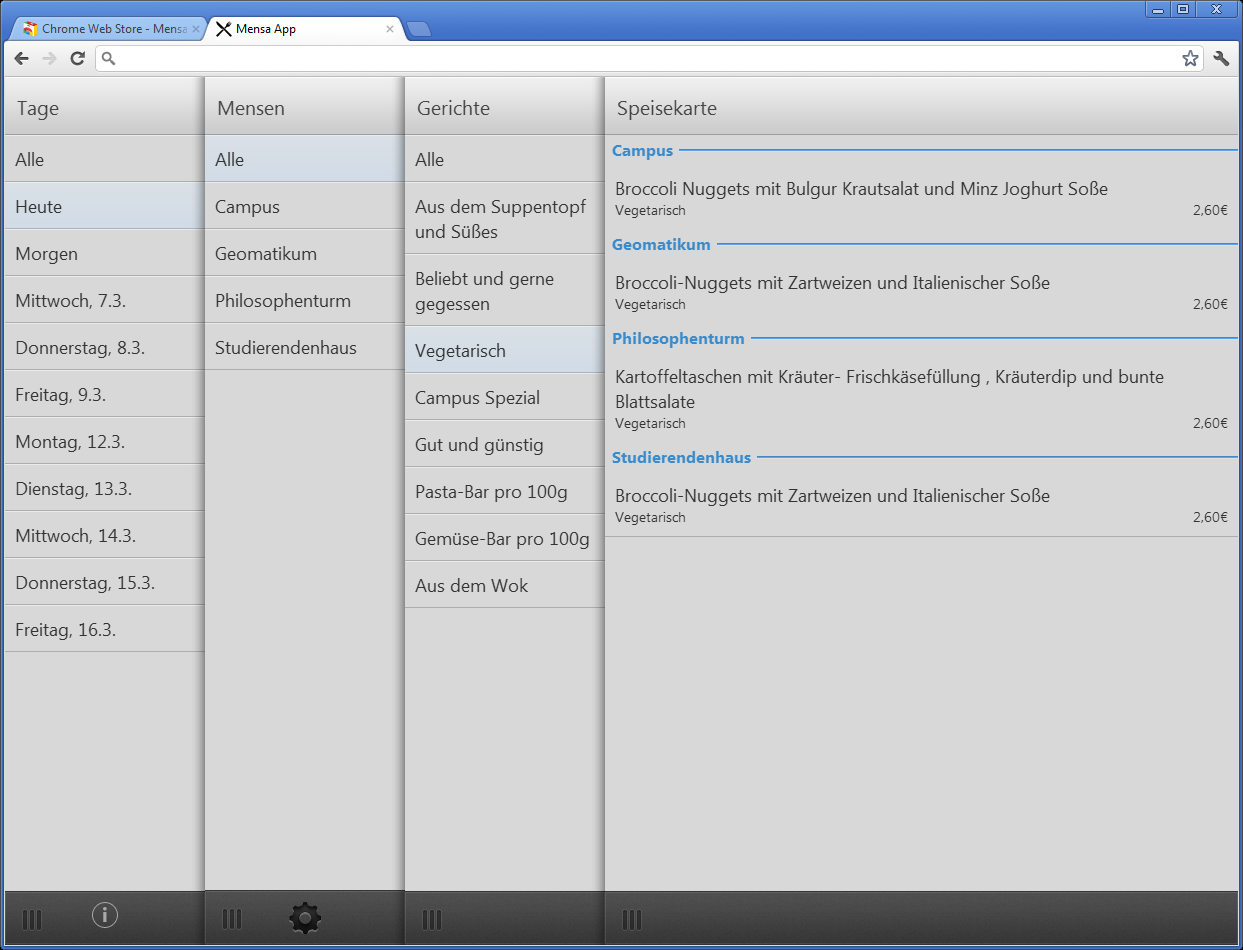 Chrome Web Store - Mensa
Mensa App
Tage
Alle
Heute
Morgen
Mittwoch, 7.3.
Donnerstag, 8.3.
Freitag, 9.3.
Montag, 12.3.
Dienstag, 13.3.
Mittwoch, 14.3.
Donnerstag, 15.3.
Freitag, 16.3.
Mensen
Alle
Campus
Geomatikum
Philosophenturm
Studierendenhaus
Gerichte
Alle
Aus dem Suppentopf
und Süßes
Beliebt und gerne
gegessen
Vegetarisch
Campus Spezial
Gut und günstig
Pasta-Bar pro 100g
Gemüse-Bar pro 100g
Aus dem Wok
Speisekarte
Campus
Broccoli Nuggets mit Bulgur Krautsalat und Minz Joghurt Soße
Vegetarisch 2,60€
Geomatikum
Broccoli-Nuggets mit Zartweizen und Italienischer Soße
Vegetarisch 2,60€
Philosophenturm
Kartoffeltaschen mit Kräuter- Frischkäsefüllung , Kräuterdip und bunte
Blattsalate
Vegetarisch 2,60€
Studierendenhaus
Broccoli-Nuggets mit Zartweizen und Italienischer Soße
Vegetarisch 2,60€